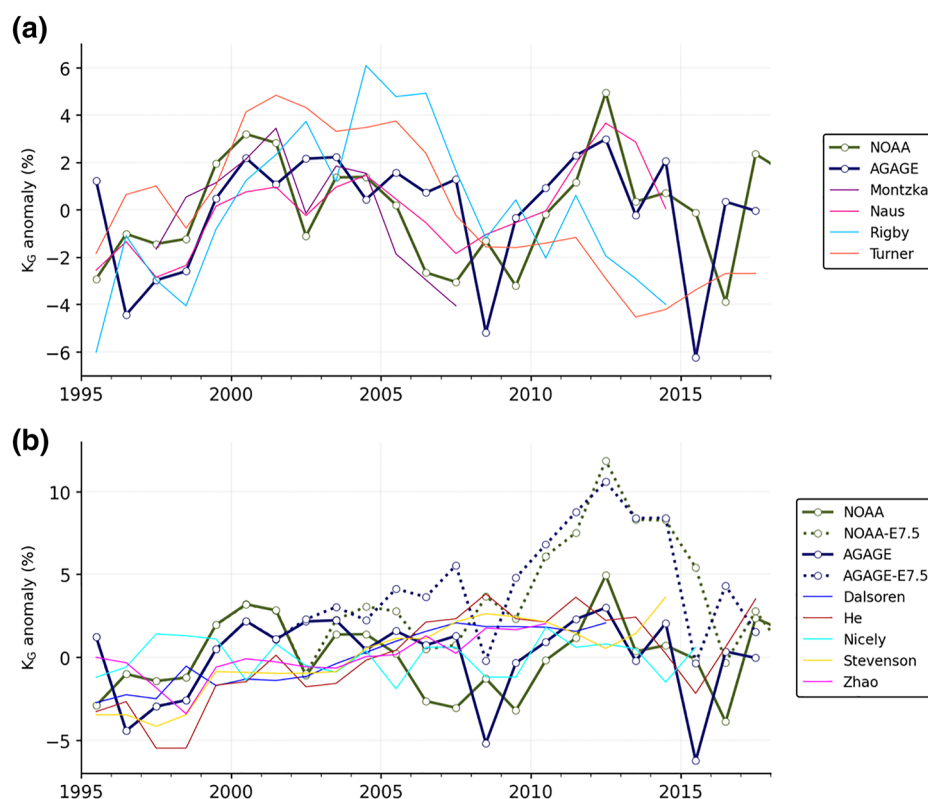 (a)
K_G anomaly (%)
6
4
2
0
−2
−4
−6
1995 2000 2005 2010 2015
NOAA
AGAGE
Montzka
Naus
Rigby
Turner
(b)
K_G anomaly (%)
10
5
0
−5
1995 2000 2005 2010 2015
NOAA
NOAA-E7.5
AGAGE
AGAGE-E7.5
Dalsoren
He
Nicely
Stevenson
Zhao